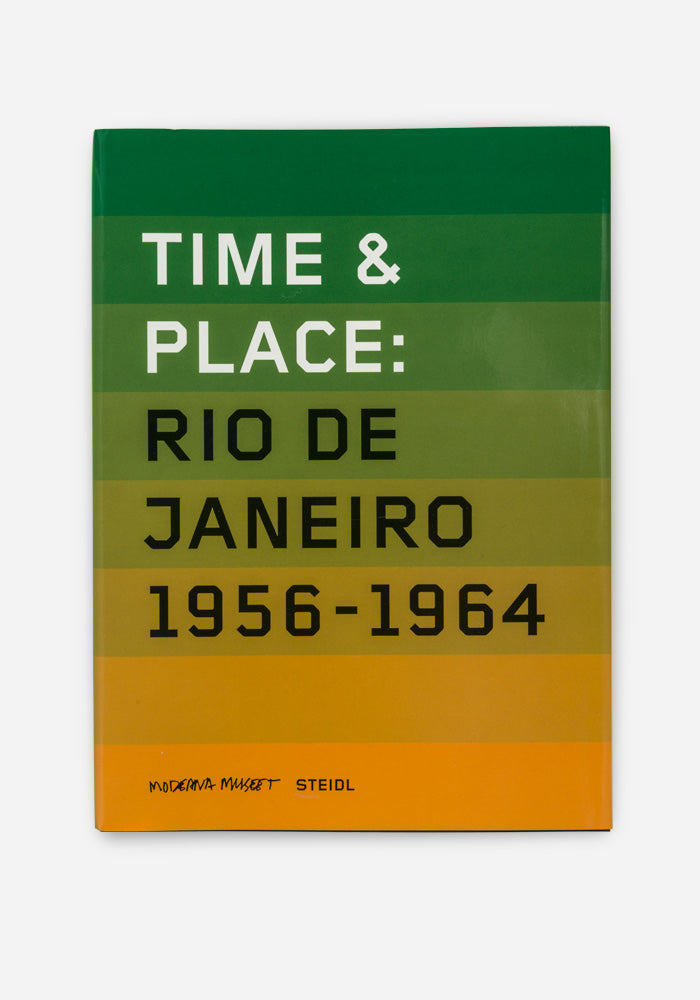 TIME &
PLACE:
RIO DE
JANEIRO
1956-1964
MODERNA MUSEET STEIDL